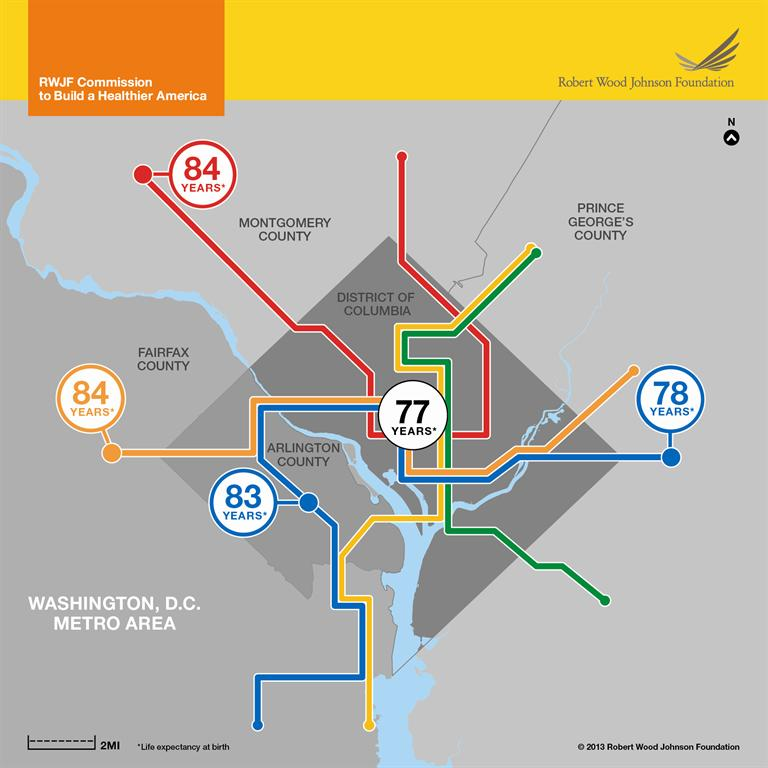 RWJF Commission
to Build a Healthier America
Robert Wood Johnson Foundation
N
84
YEARS*
MONTGOMERY
COUNTY
PRINCE
GEORGE'S
COUNTY
DISTRICT OF
COLUMBIA
FAIRFAX
COUNTY
84
YEARS*
77
YEARS*
78
YEARS*
ARLINGTON
COUNTY
83
YEARS*
WASHINGTON, D.C.
METRO AREA
2MI
*Life expectancy at birth
© 2013 Robert Wood Johnson Foundation